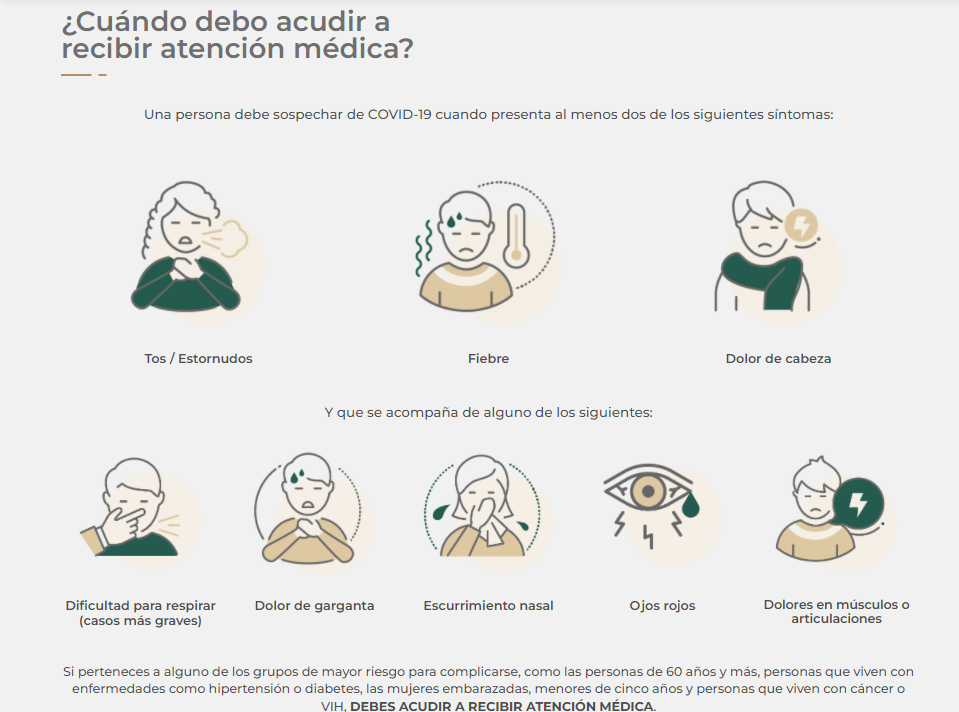 ¿Cuándo debo acudir a
recibir atención médica?
Una persona debe sospechar de COVID-19 cuando presenta al menos dos de los siguientes síntomas:
Tos / Estornudos
Fiebre
Dolor de cabeza
Y que se acompaña de alguno de los siguientes:
Dificultad para respirar
(casos más graves)
Dolor de garganta
Escurrimiento nasal
Ojos rojos
Dolores en músculos o
articulaciones
Si perteneces a alguno de los grupos de mayor riesgo para complicarse, como las personas de 60 años y más, personas que viven con
enfermedades como hipertensión o diabetes, las mujeres embarazadas, menores de cinco años y personas que viven con cáncer o
VIH, DEBES ACUDIR A RECIBIR ATENCIÓN MÉDICA.